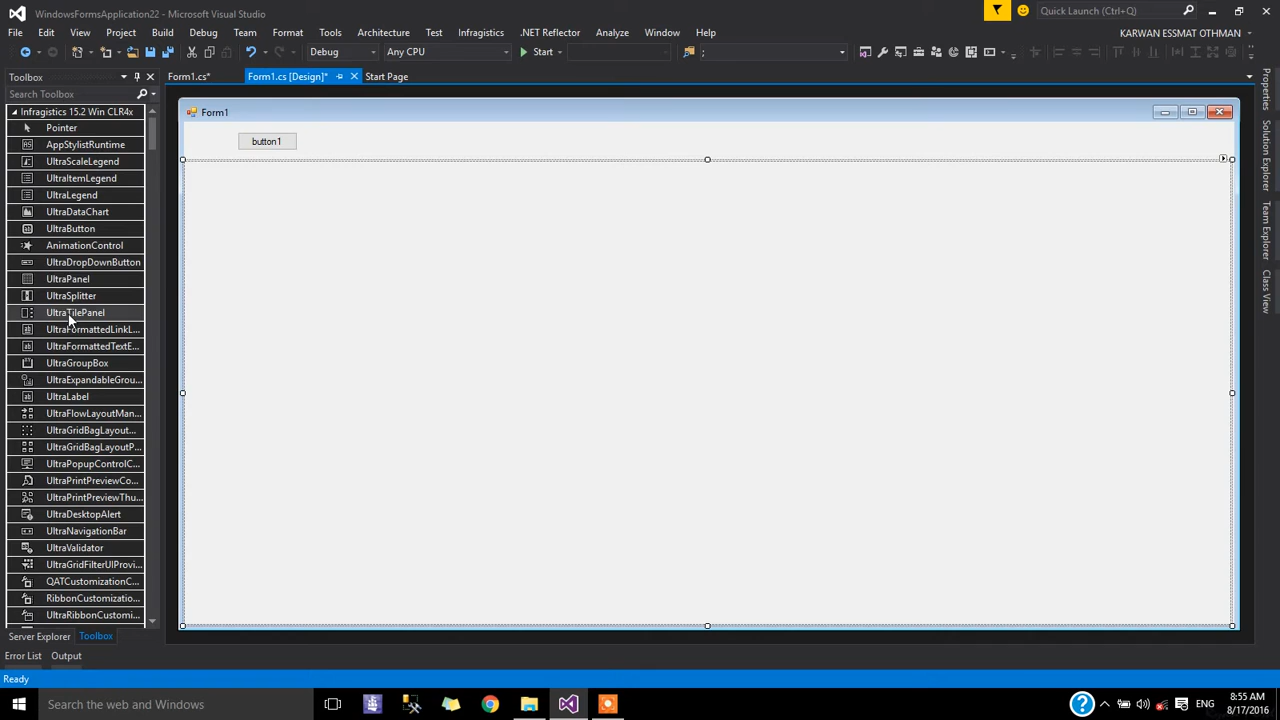 WindowsFormsApplication22 - Microsoft Visual Studio
Quick Launch (Ctrl+Q)
File Edit View Project Build Debug Team Format Tools Architecture Test Infragistics .NET Reflector Analyze Window Help
KARWAN ESSMAT OTHMAN
Debug Any CPU Start ;
Toolbox
Form1.cs* Form1.cs [Design]* Start Page
Search Toolbox
Infragistics 15.2 Win CLR4x
Pointer
AppStylistRuntime
UltraScaleLegend
UltraItemLegend
UltraLegend
UltraDataChart
UltraButton
AnimationControl
UltraDropDownButton
UltraPanel
UltraSplitter
UltraTilePanel
UltraFormattedLinkL...
UltraFormattedTextE...
UltraGroupBox
UltraExpandableGrou...
UltraLabel
UltraFlowLayoutMan...
UltraGridBagLayout...
UltraGridBagLayoutP...
UltraPopupControlC...
UltraPrintPreviewCo...
UltraPrintPreviewThu...
UltraDesktopAlert
UltraNavigationBar
UltraValidator
UltraGridFilterUIProvi...
QATCustomizationC...
RibbonCustomizatio...
UltraRibbonCustomi...
Form1
button1
Properties
Solution Explorer
Team Explorer
Class View
Server Explorer Toolbox
Error List Output
Ready
Search the web and Windows
ENG
8:55 AM
8/17/2016